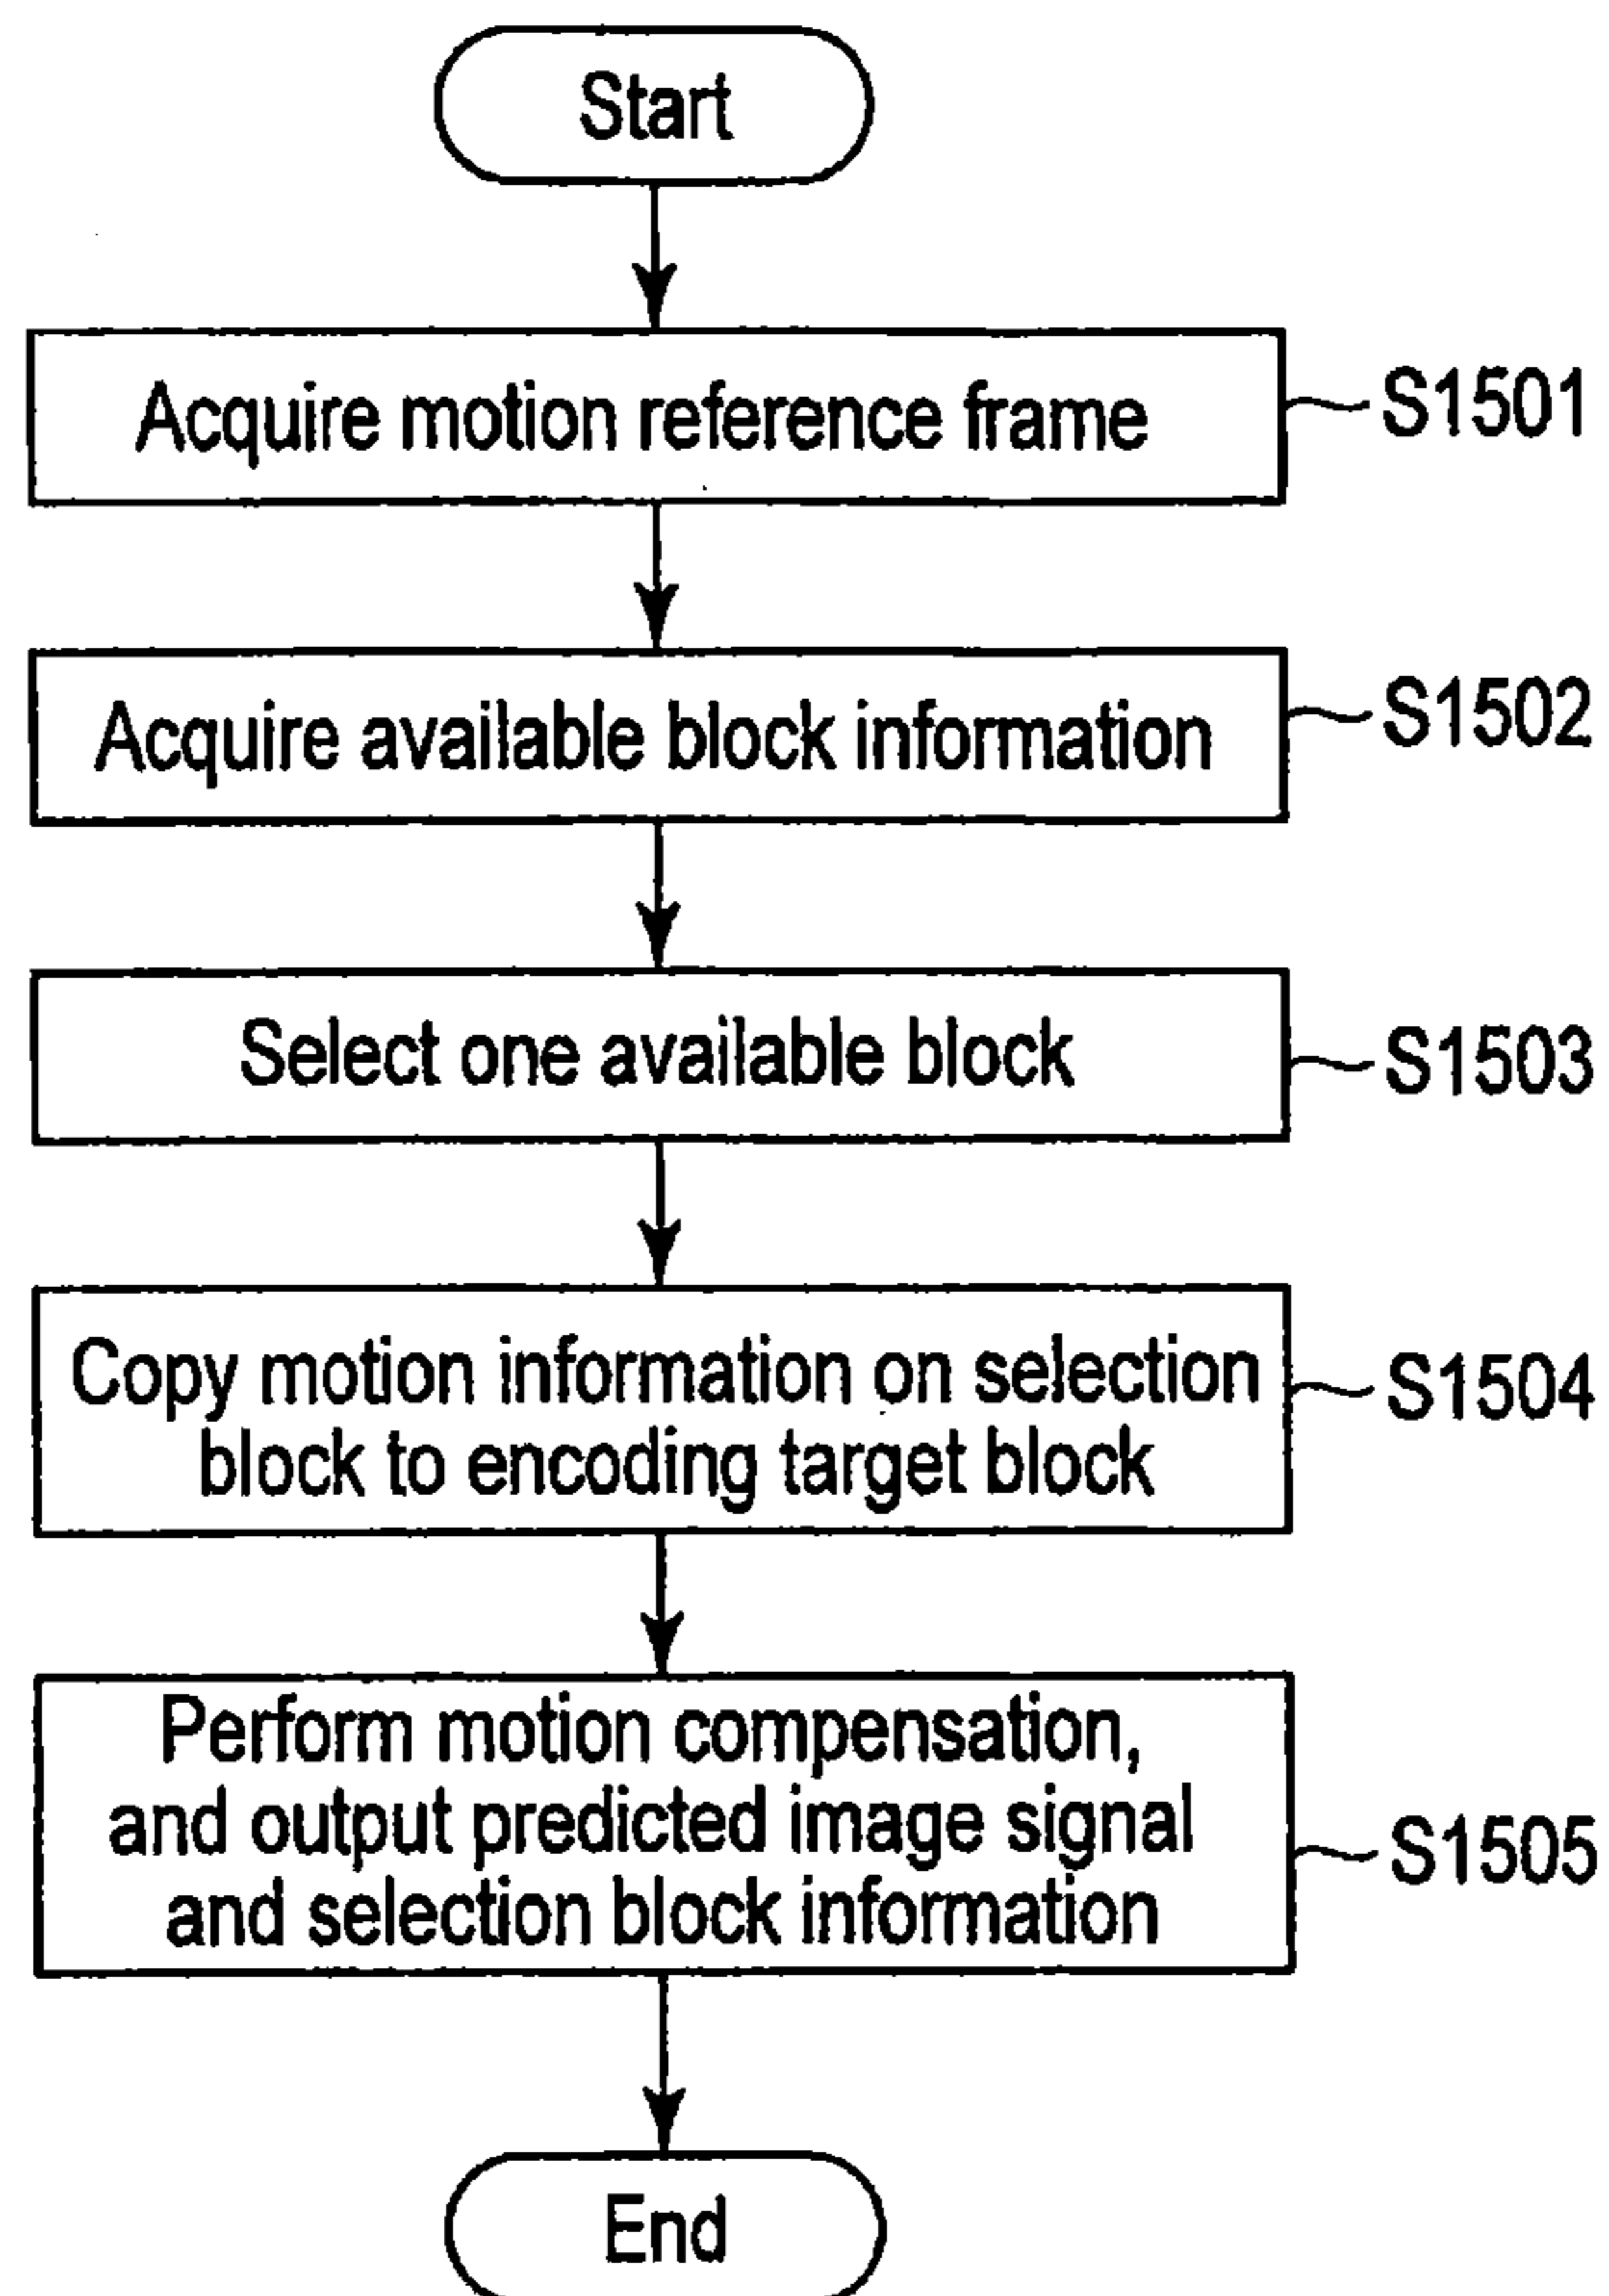 Start
Acquire motion reference frame
S1501
Acquire available block information
S1502
Select one available block
S1503
Copy motion information on selection
block to encoding target block
S1504
Perform motion compensation,
and output predicted image signal
and selection block information
S1505
End